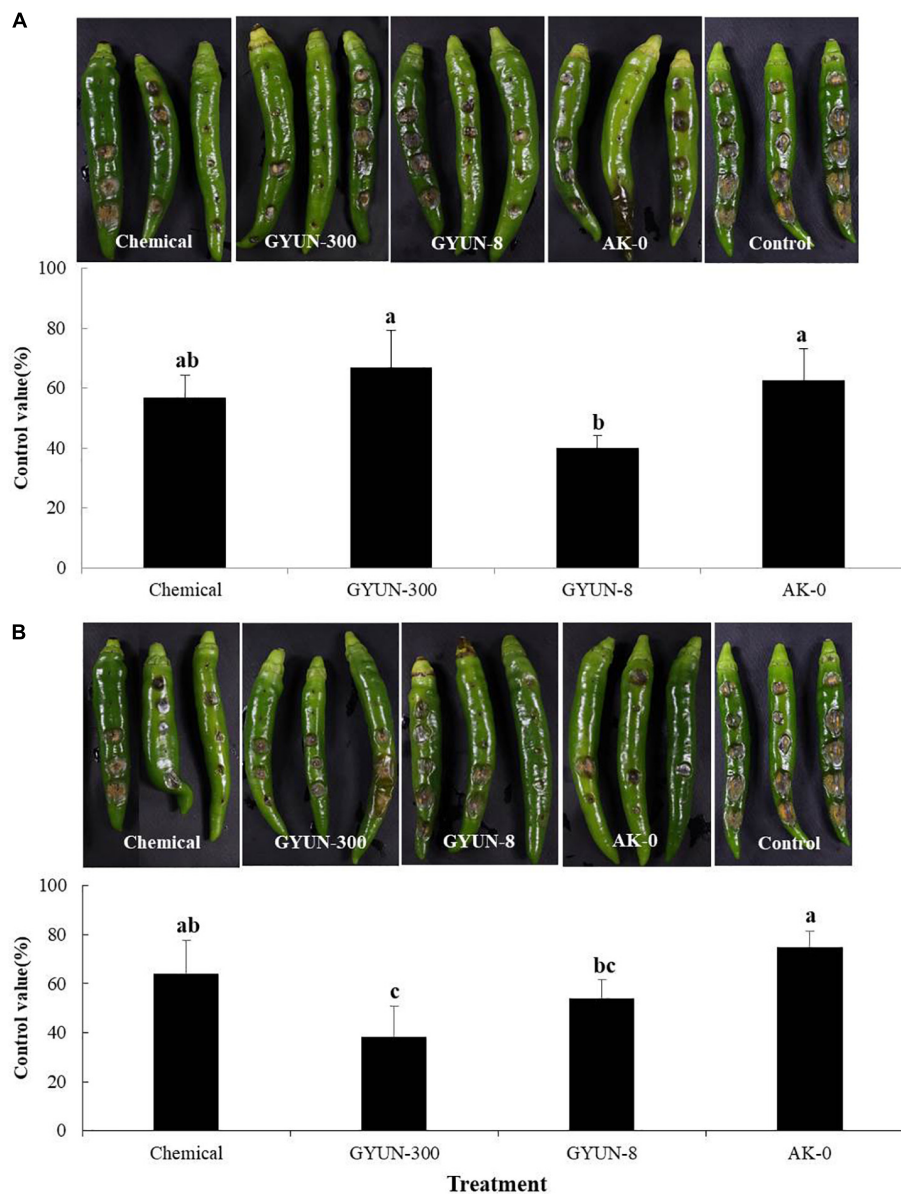 A
Chemical GYUN-300 GYUN-8 AK-0 Control
Control value(%)
100
80
60
40
20
0
ab a b a
Chemical GYUN-300 GYUN-8 AK-0
B
Chemical GYUN-300 GYUN-8 AK-0 Control
Control value(%)
100
80
60
40
20
0
ab c bc a
Chemical GYUN-300 GYUN-8 AK-0
Treatment